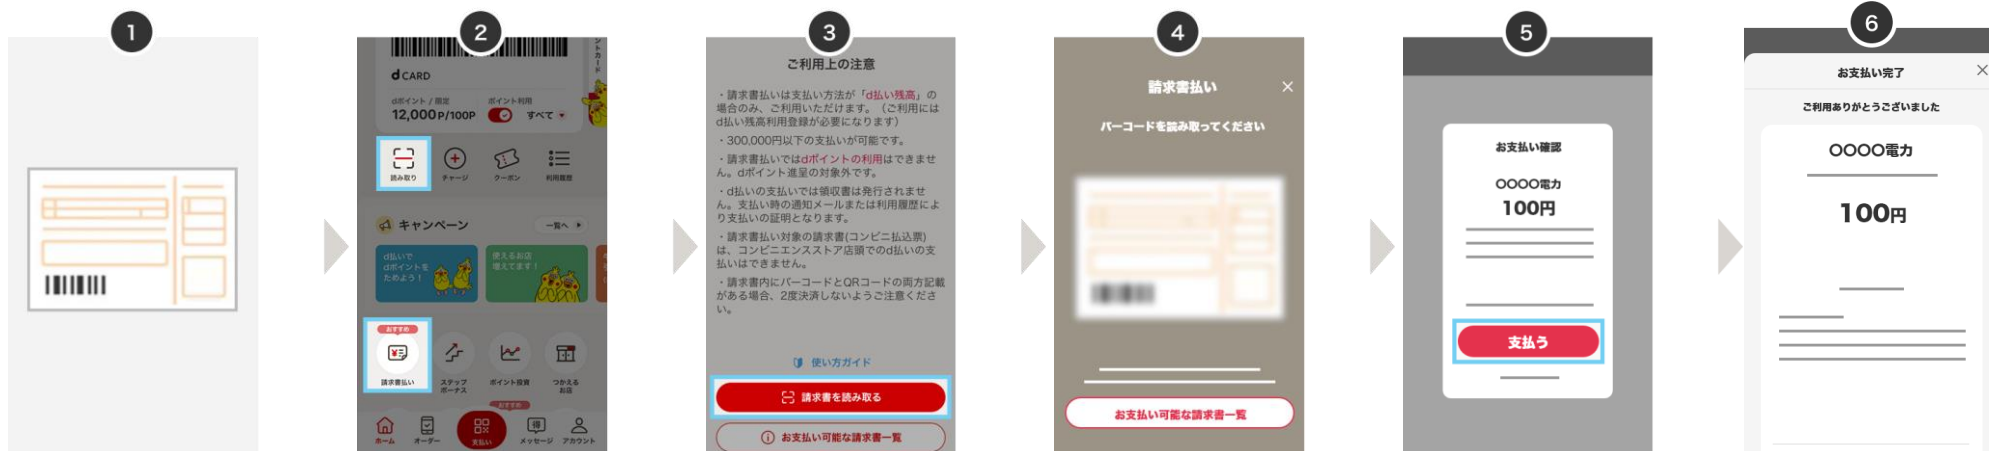 1
2
dCARD
ントカード
dポイント / 限定
ポイント利用
12,000P/100P
すべて
読み取り
チャージ
クーポン
利用履歴
キャンペーン
一覧へ
d払いで
dポイントを
ためよう!
使えるお店
増えてます!
おすすめ
請求書払い
ステップ
ボーナス
ポイント投資
つかえる
お店
おすすめ
ホーム
オーダー
支払い
得
メッセージ
アカウント
3
ご利用上の注意
・請求書払いは支払い方法が「d払い残高」の
場合のみ、ご利用いただけます。（ご利用には
d払い残高利用登録が必要になります）
・300,000円以下の支払いが可能です。
・請求書払いではdポイントの利用はできませ
ん。dポイント進呈の対象外です。
・d払いの支払いでは領収書は発行されませ
ん。支払い時の通知メールまたは利用履歴によ
り支払いの証明となります。
・請求書払い対象の請求書(コンビニ払込票)
は、コンビニエンスストア店頭でのd払いの支
払いはできません。
・請求書内にバーコードとQRコードの両方記載
がある場合、2度決済しないようご注意くださ
い。
使い方ガイド
請求書を読み取る
お支払い可能な請求書一覧
4
請求書払い
バーコードを読み取ってください
お支払い可能な請求書一覧
5
お支払い確認
〇〇〇〇電力
100円
支払う
6
お支払い完了
ご利用ありがとうございました
〇〇〇〇電力
100円